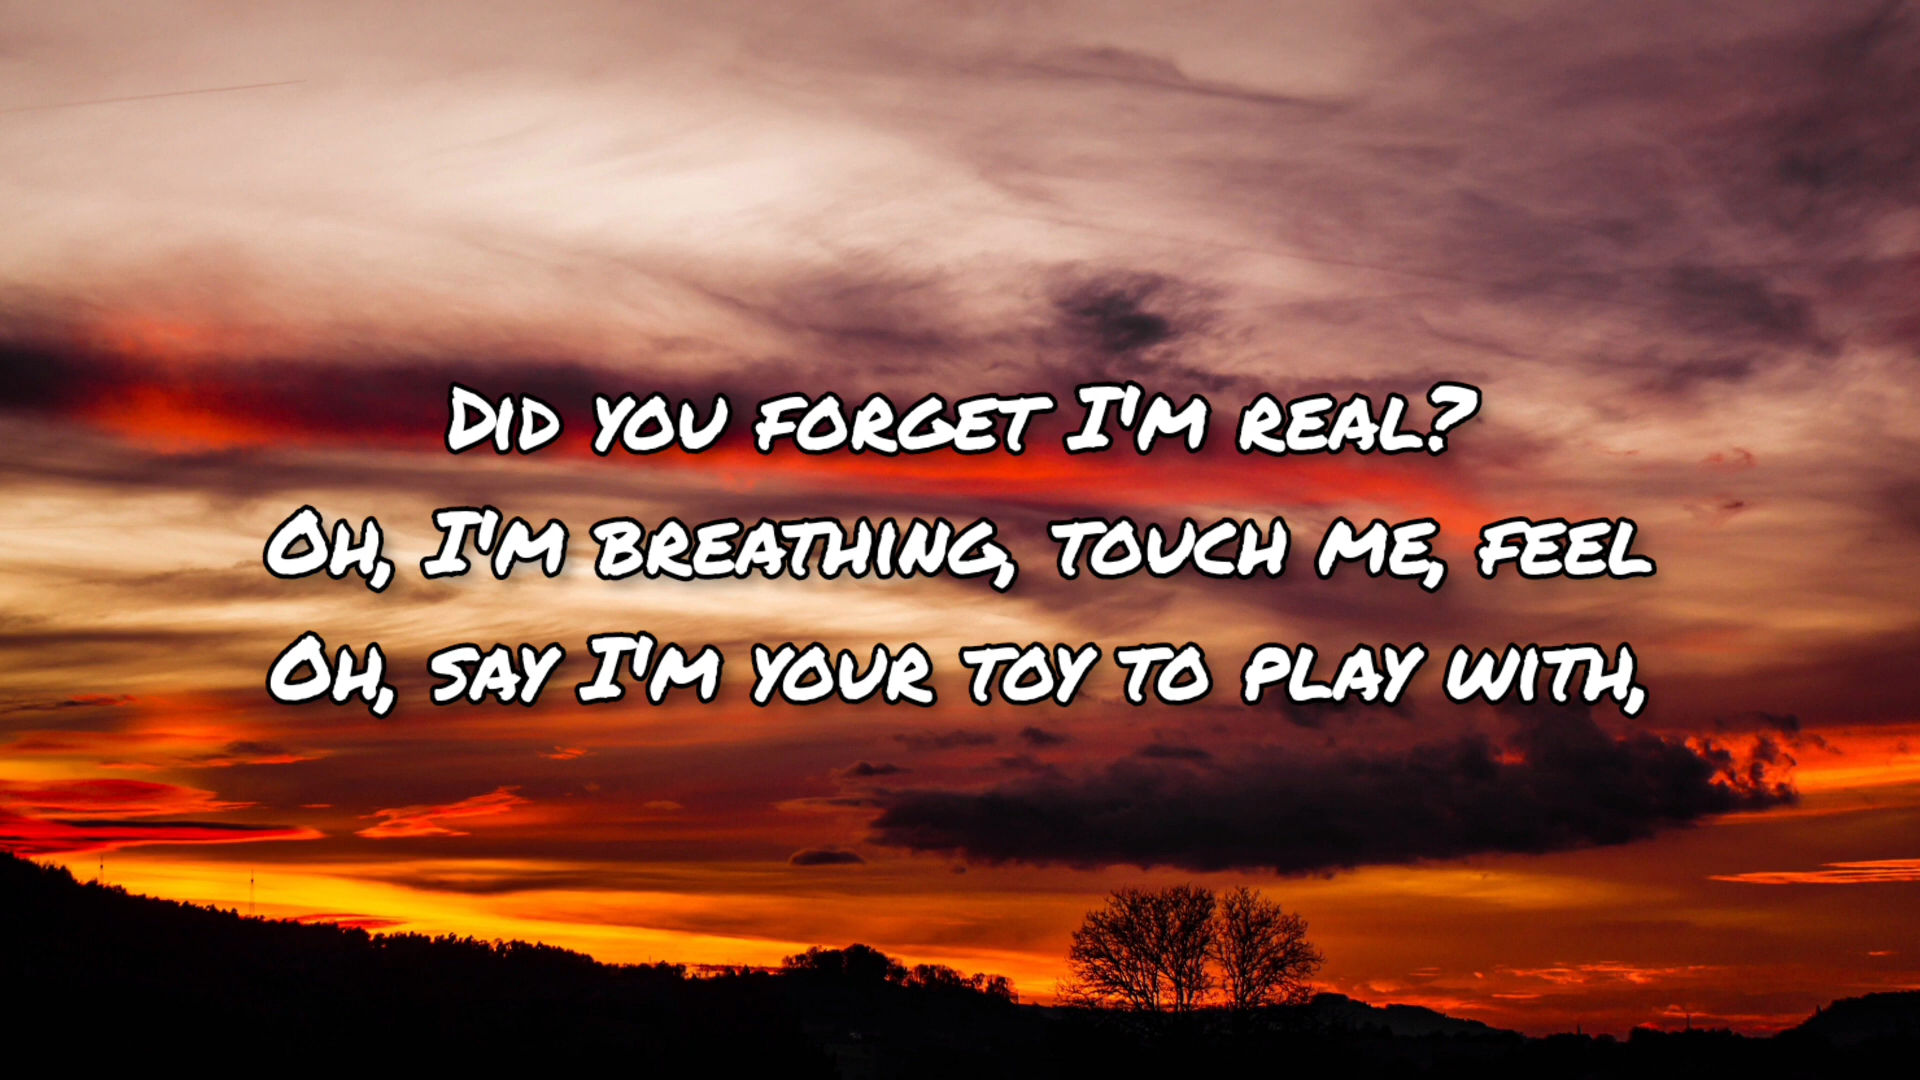 Did you forget I'm real?
Oh, I'm breathing, touch me, feel
Oh, say I'm your toy to play with,